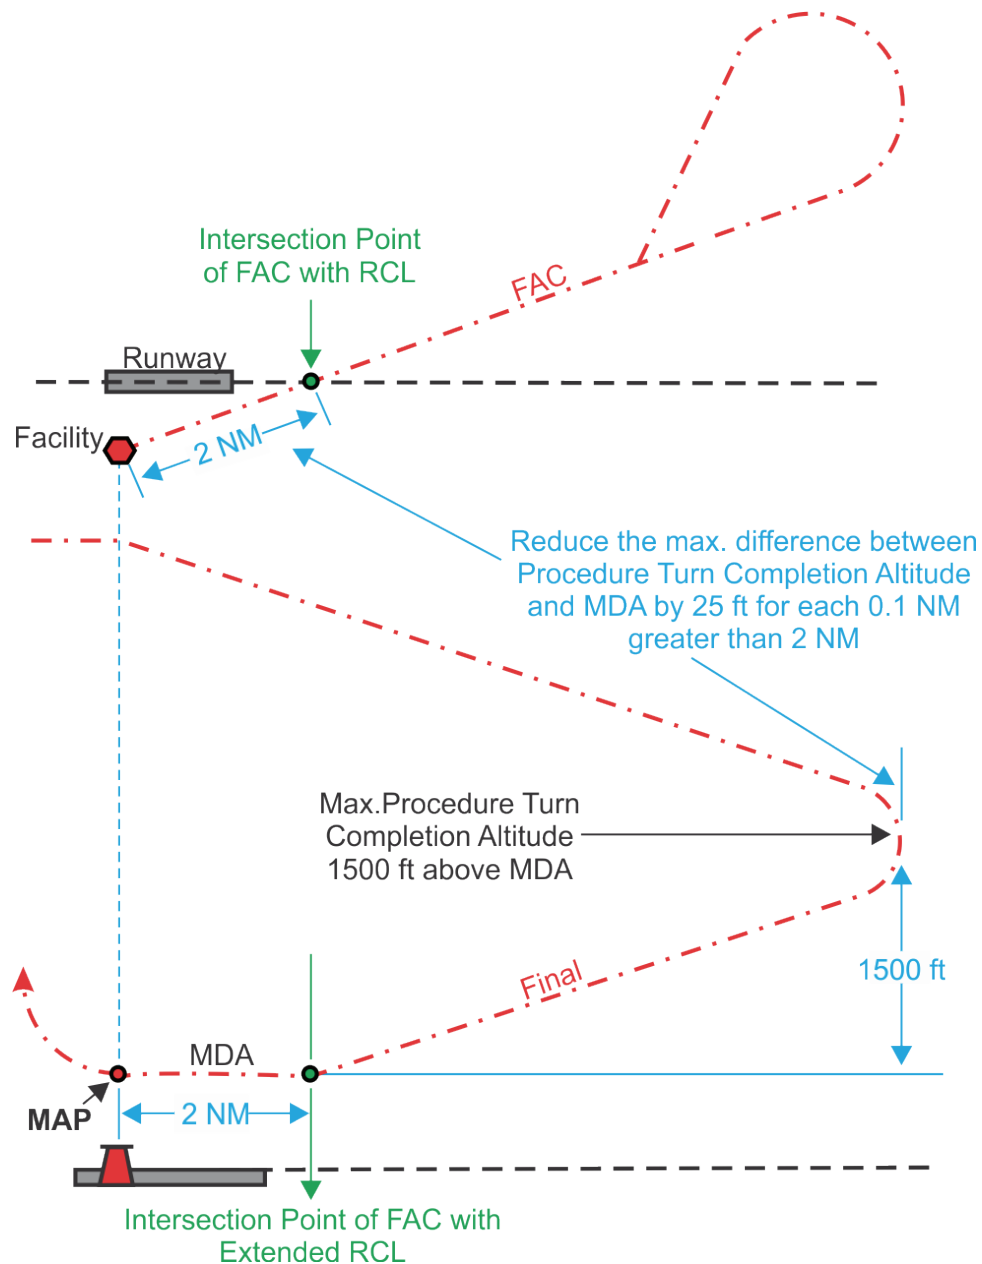 Intersection Point
of FAC with RCL
FAC
Runway
Facility
2 NM
Reduce the max. difference between
Procedure Turn Completion Altitude
and MDA by 25 ft for each 0.1 NM
greater than 2 NM
Max.Procedure Turn
Completion Altitude
1500 ft above MDA
1500 ft
Final
MDA
MAP
2 NM
Intersection Point of FAC with
Extended RCL